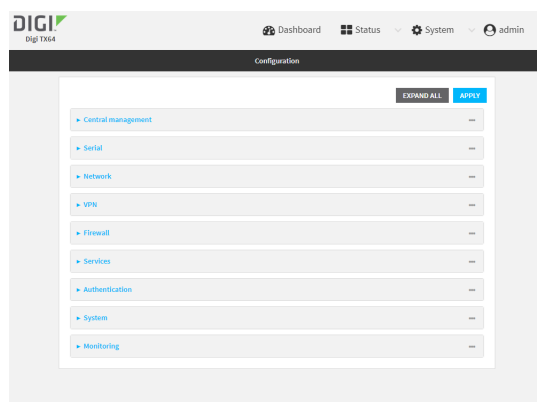 DIGI
Digi TX64
Dashboard Status System admin
Configuration
EXPAND ALL APPLY
Central management
Serial
Network
VPN
Firewall
Services
Authentication
System
Monitoring